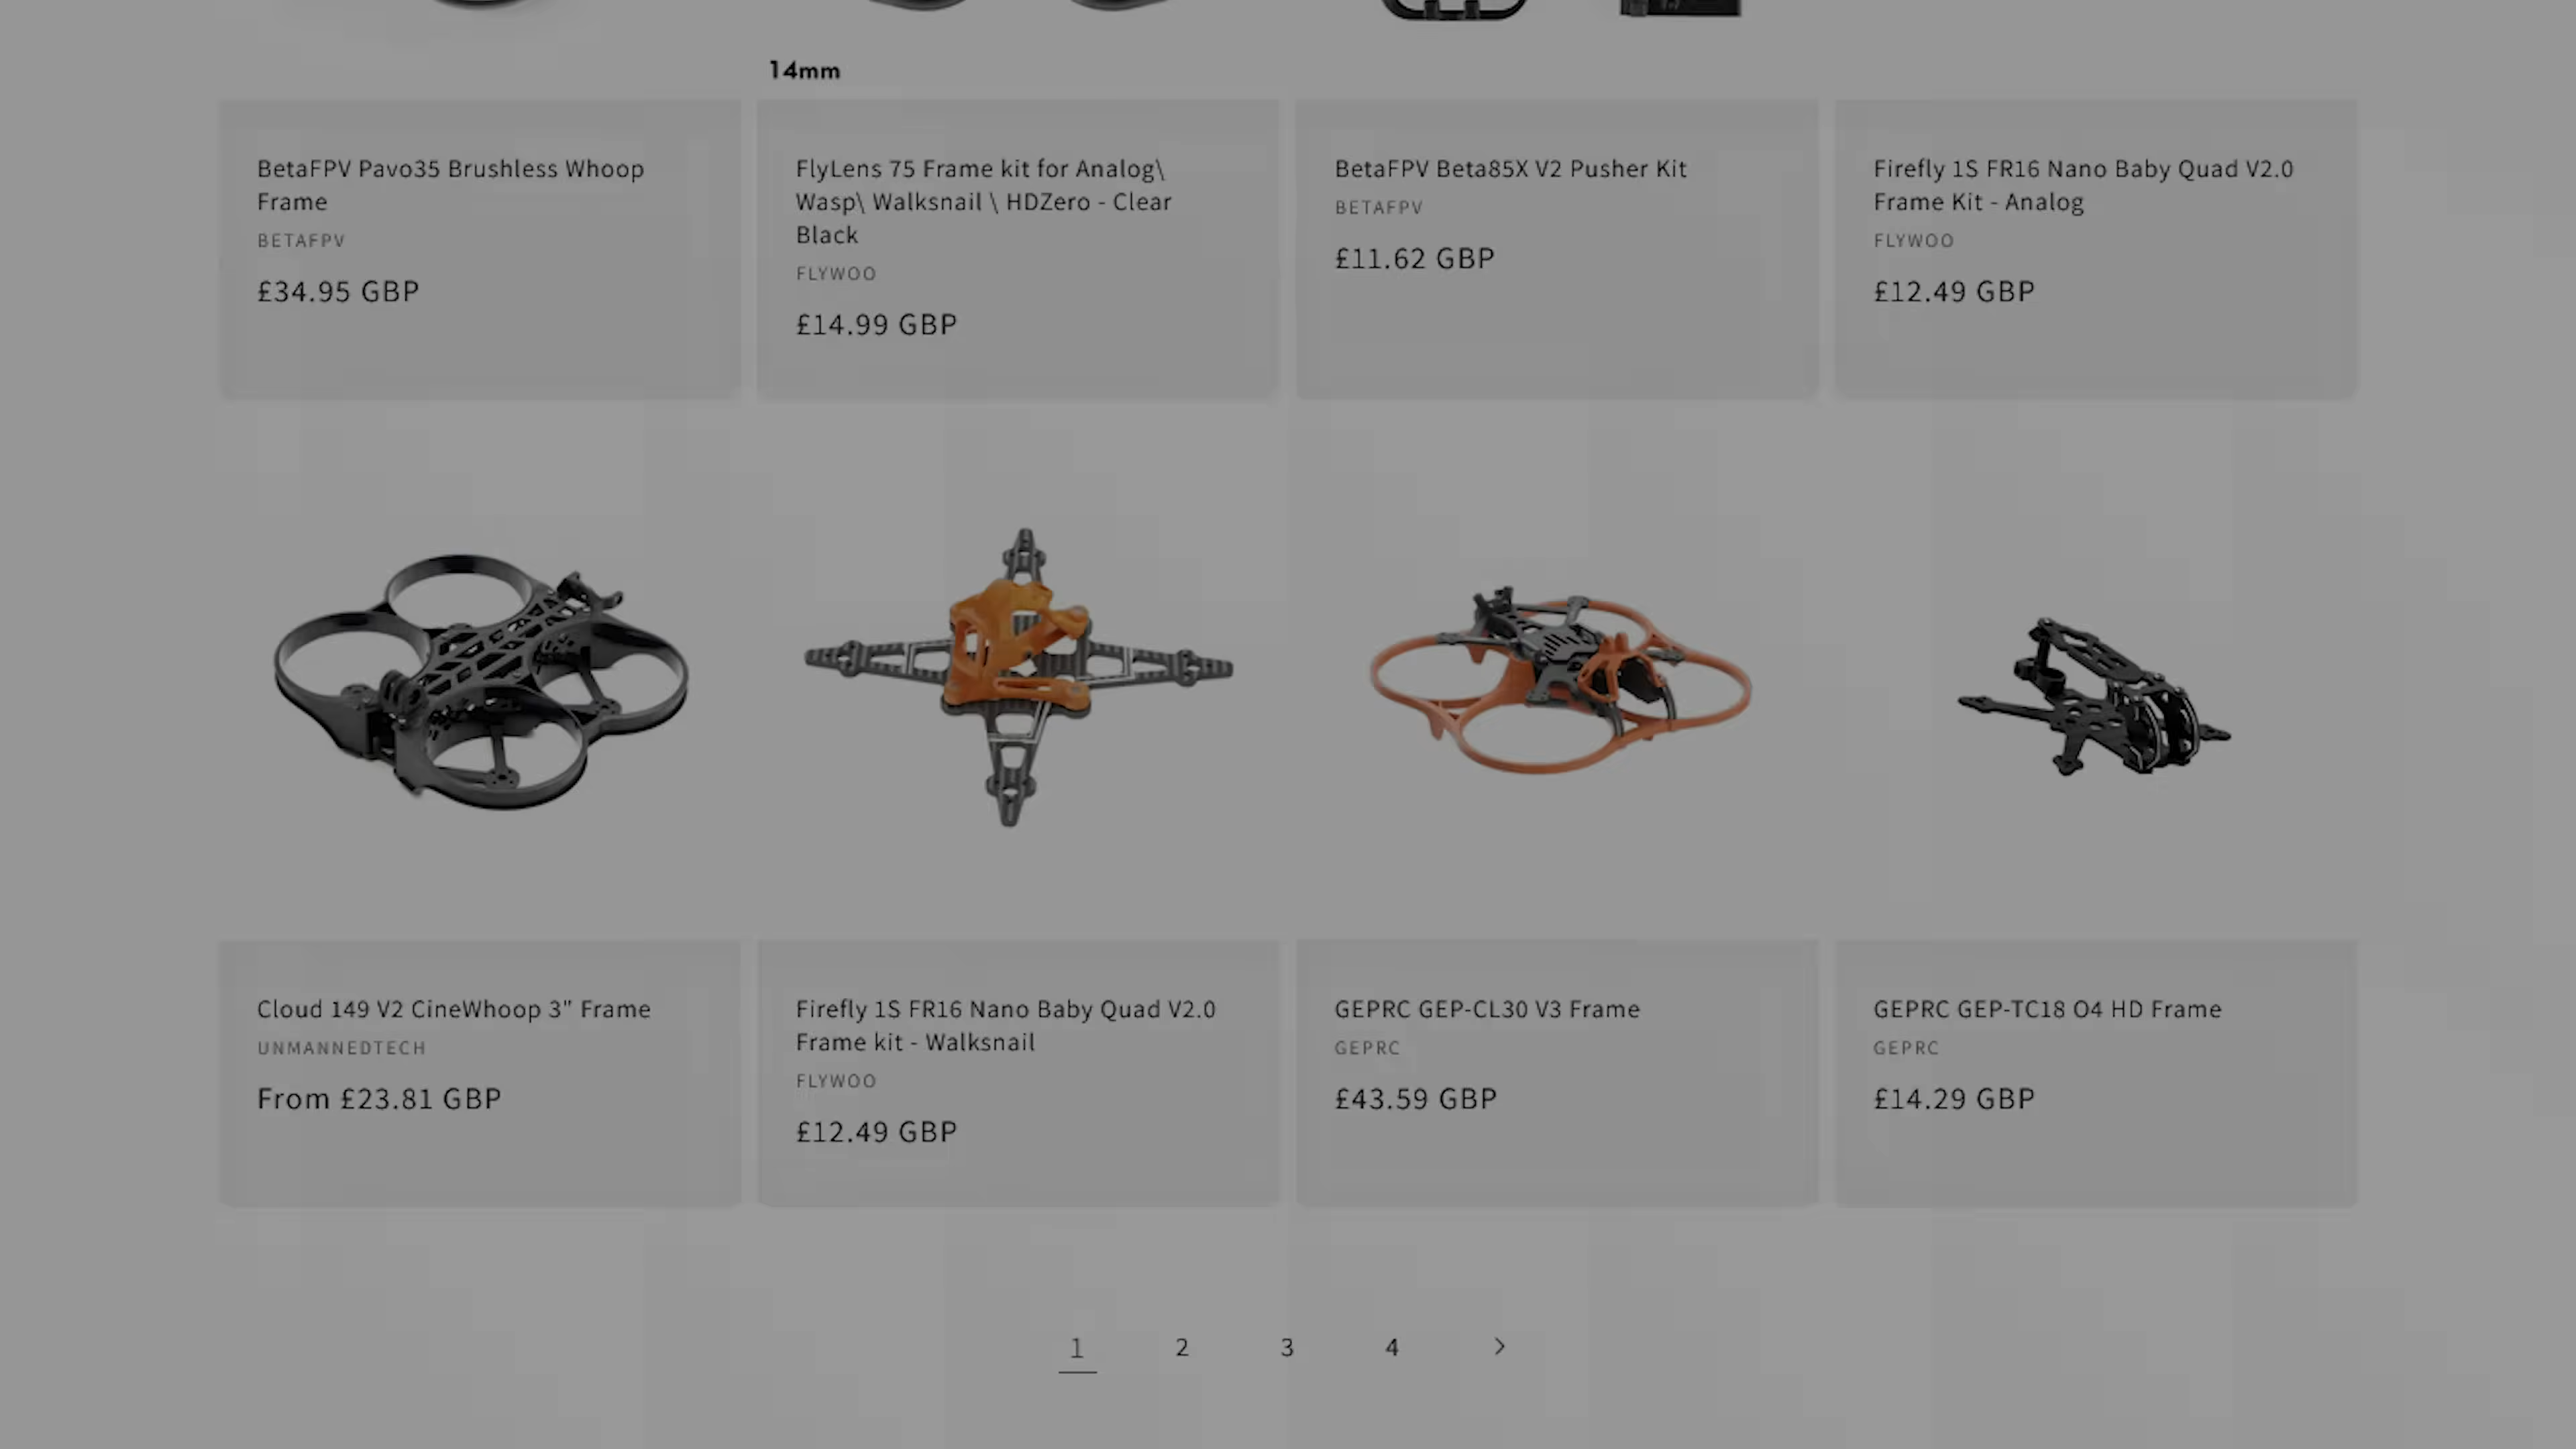 14mm
BetaFPV Pavo35 Brushless Whoop
Frame
BETAFPV
£34.95 GBP
FlyLens 75 Frame kit for Analog\
Wasp\ Walksnail \ HDZero - Clear
Black
FLYWOO
£14.99 GBP
BetaFPV Beta85X V2 Pusher Kit
BETAFPV
£11.62 GBP
Firefly 1S FR16 Nano Baby Quad V2.0
Frame Kit - Analog
FLYWOO
£12.49 GBP
Cloud 149 V2 CineWhoop 3" Frame
UNMANNEDTECH
From £23.81 GBP
Firefly 1S FR16 Nano Baby Quad V2.0
Frame kit - Walksnail
FLYWOO
£12.49 GBP
GEPRC GEP-CL30 V3 Frame
GEPRC
£43.59 GBP
GEPRC GEP-TC18 O4 HD Frame
GEPRC
£14.29 GBP
1 2 3 4 >